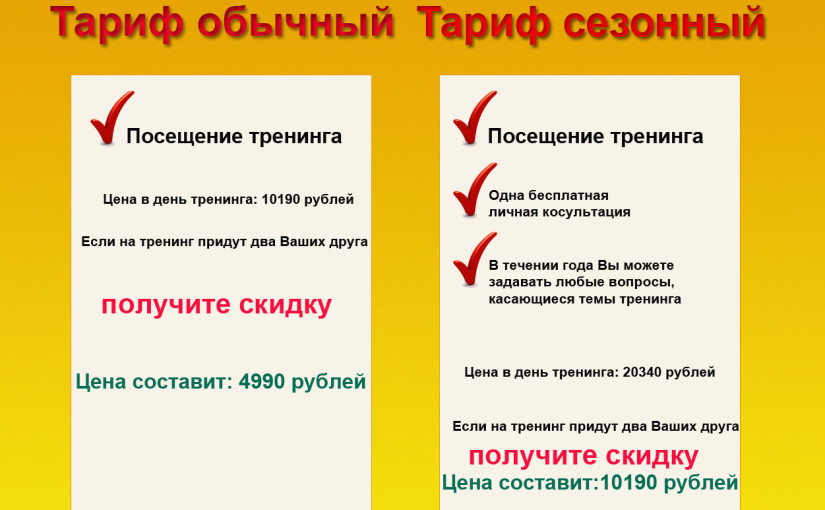 Тариф обычный
Посещение тренинга
Цена в день тренинга: 10190 рублей
Если на тренинг придут два Ваших друга
получите скидку
Цена составит: 4990 рублей
Тариф сезонный
Посещение тренинга
Одна бесплатная
личная косультация
В течении года Вы можете
задавать любые вопросы,
касающиеся темы тренинга
Цена в день тренинга: 20340 рублей
Если на тренинг придут два Ваших друга
получите скидку
Цена составит:10190 рублей